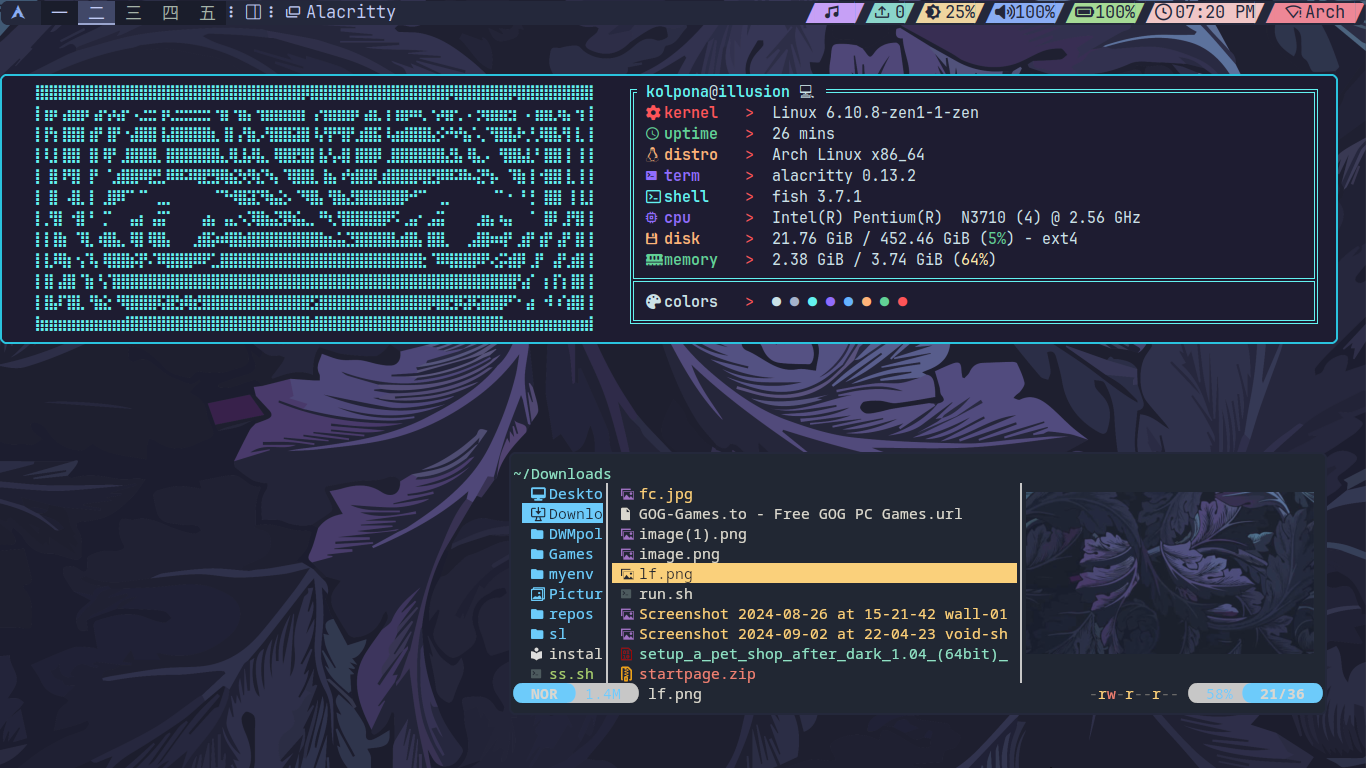 一 二 三 四 五 Alacritty 0 25% 100% 100% 07:20 PM Arch
kolpona@illusion
kernel > Linux 6.10.8-zen1-1-zen
uptime > 26 mins
distro > Arch Linux x86_64
term > alacritty 0.13.2
shell > fish 3.7.1
cpu > Intel(R) Pentium(R) N3710 (4) @ 2.56 GHz
disk > 21.76 GiB / 452.46 GiB (5%) - ext4
memory > 2.38 GiB / 3.74 GiB (64%)
colors >
~/Downloads
Deskto fc.jpg
Downlo GOG-Games.to - Free GOG PC Games.url
DWMpol image(1).png
Games image.png
myenv lf.png
Pictur run.sh
repos Screenshot 2024-08-26 at 15-21-42 wall-01
sl Screenshot 2024-09-02 at 22-04-23 void-sh
instal setup_a_pet_shop_after_dark_1.04_(64bit)_
ss.sh startpage.zip
NOR 1.4M lf.png -rw-r--r-- 58% 21/36